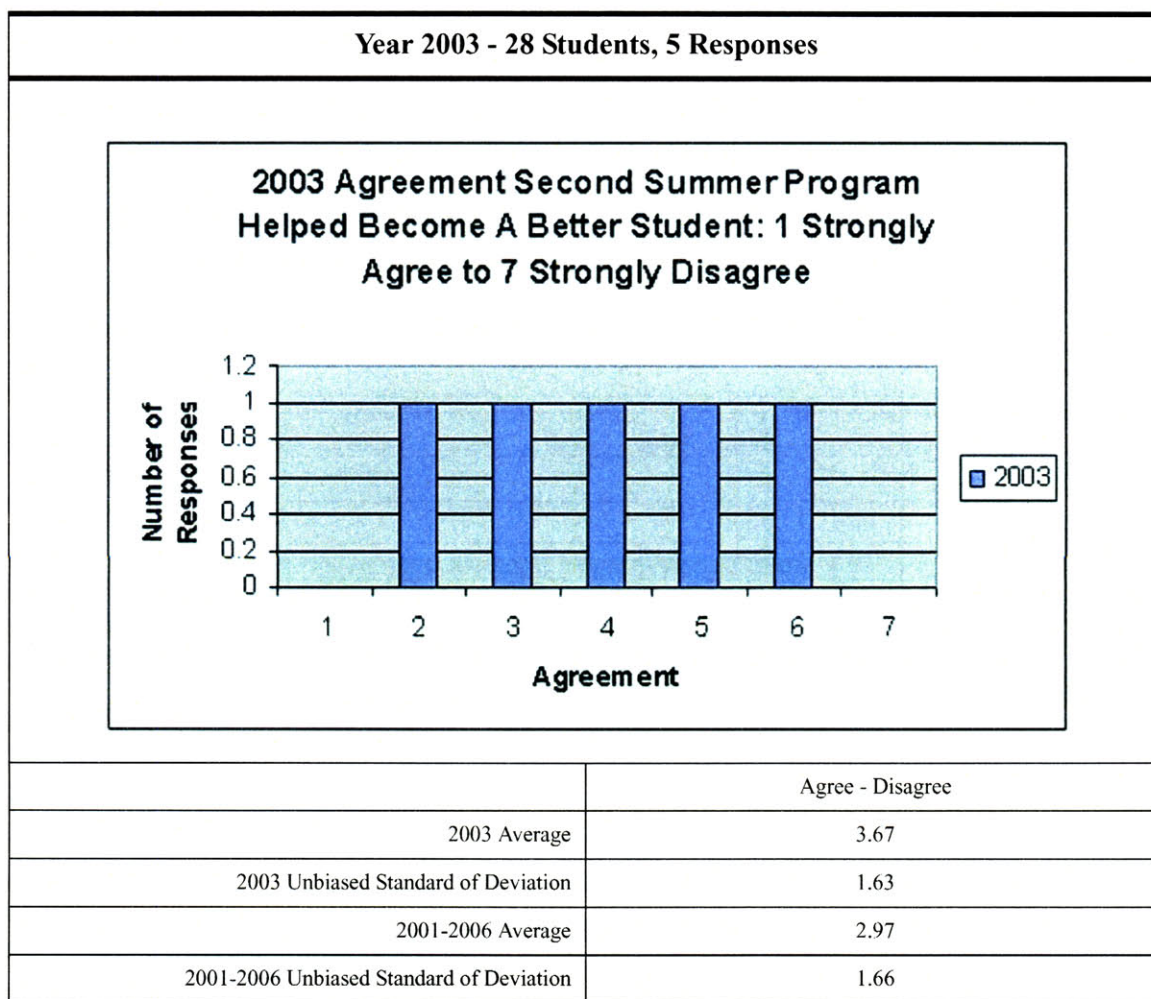 Year 2003 - 28 Students, 5 Responses
2003 Agreement Second Summer Program
Helped Become A Better Student: 1 Strongly
Agree to 7 Strongly Disagree
Number of
Responses
1.2
1
0.8
0.6
0.4
0.2
0
1 2 3 4 5 6 7
Agreement
2003
Agree - Disagree
2003 Average 3.67
2003 Unbiased Standard of Deviation 1.63
2001-2006 Average 2.97
2001-2006 Unbiased Standard of Deviation 1.66